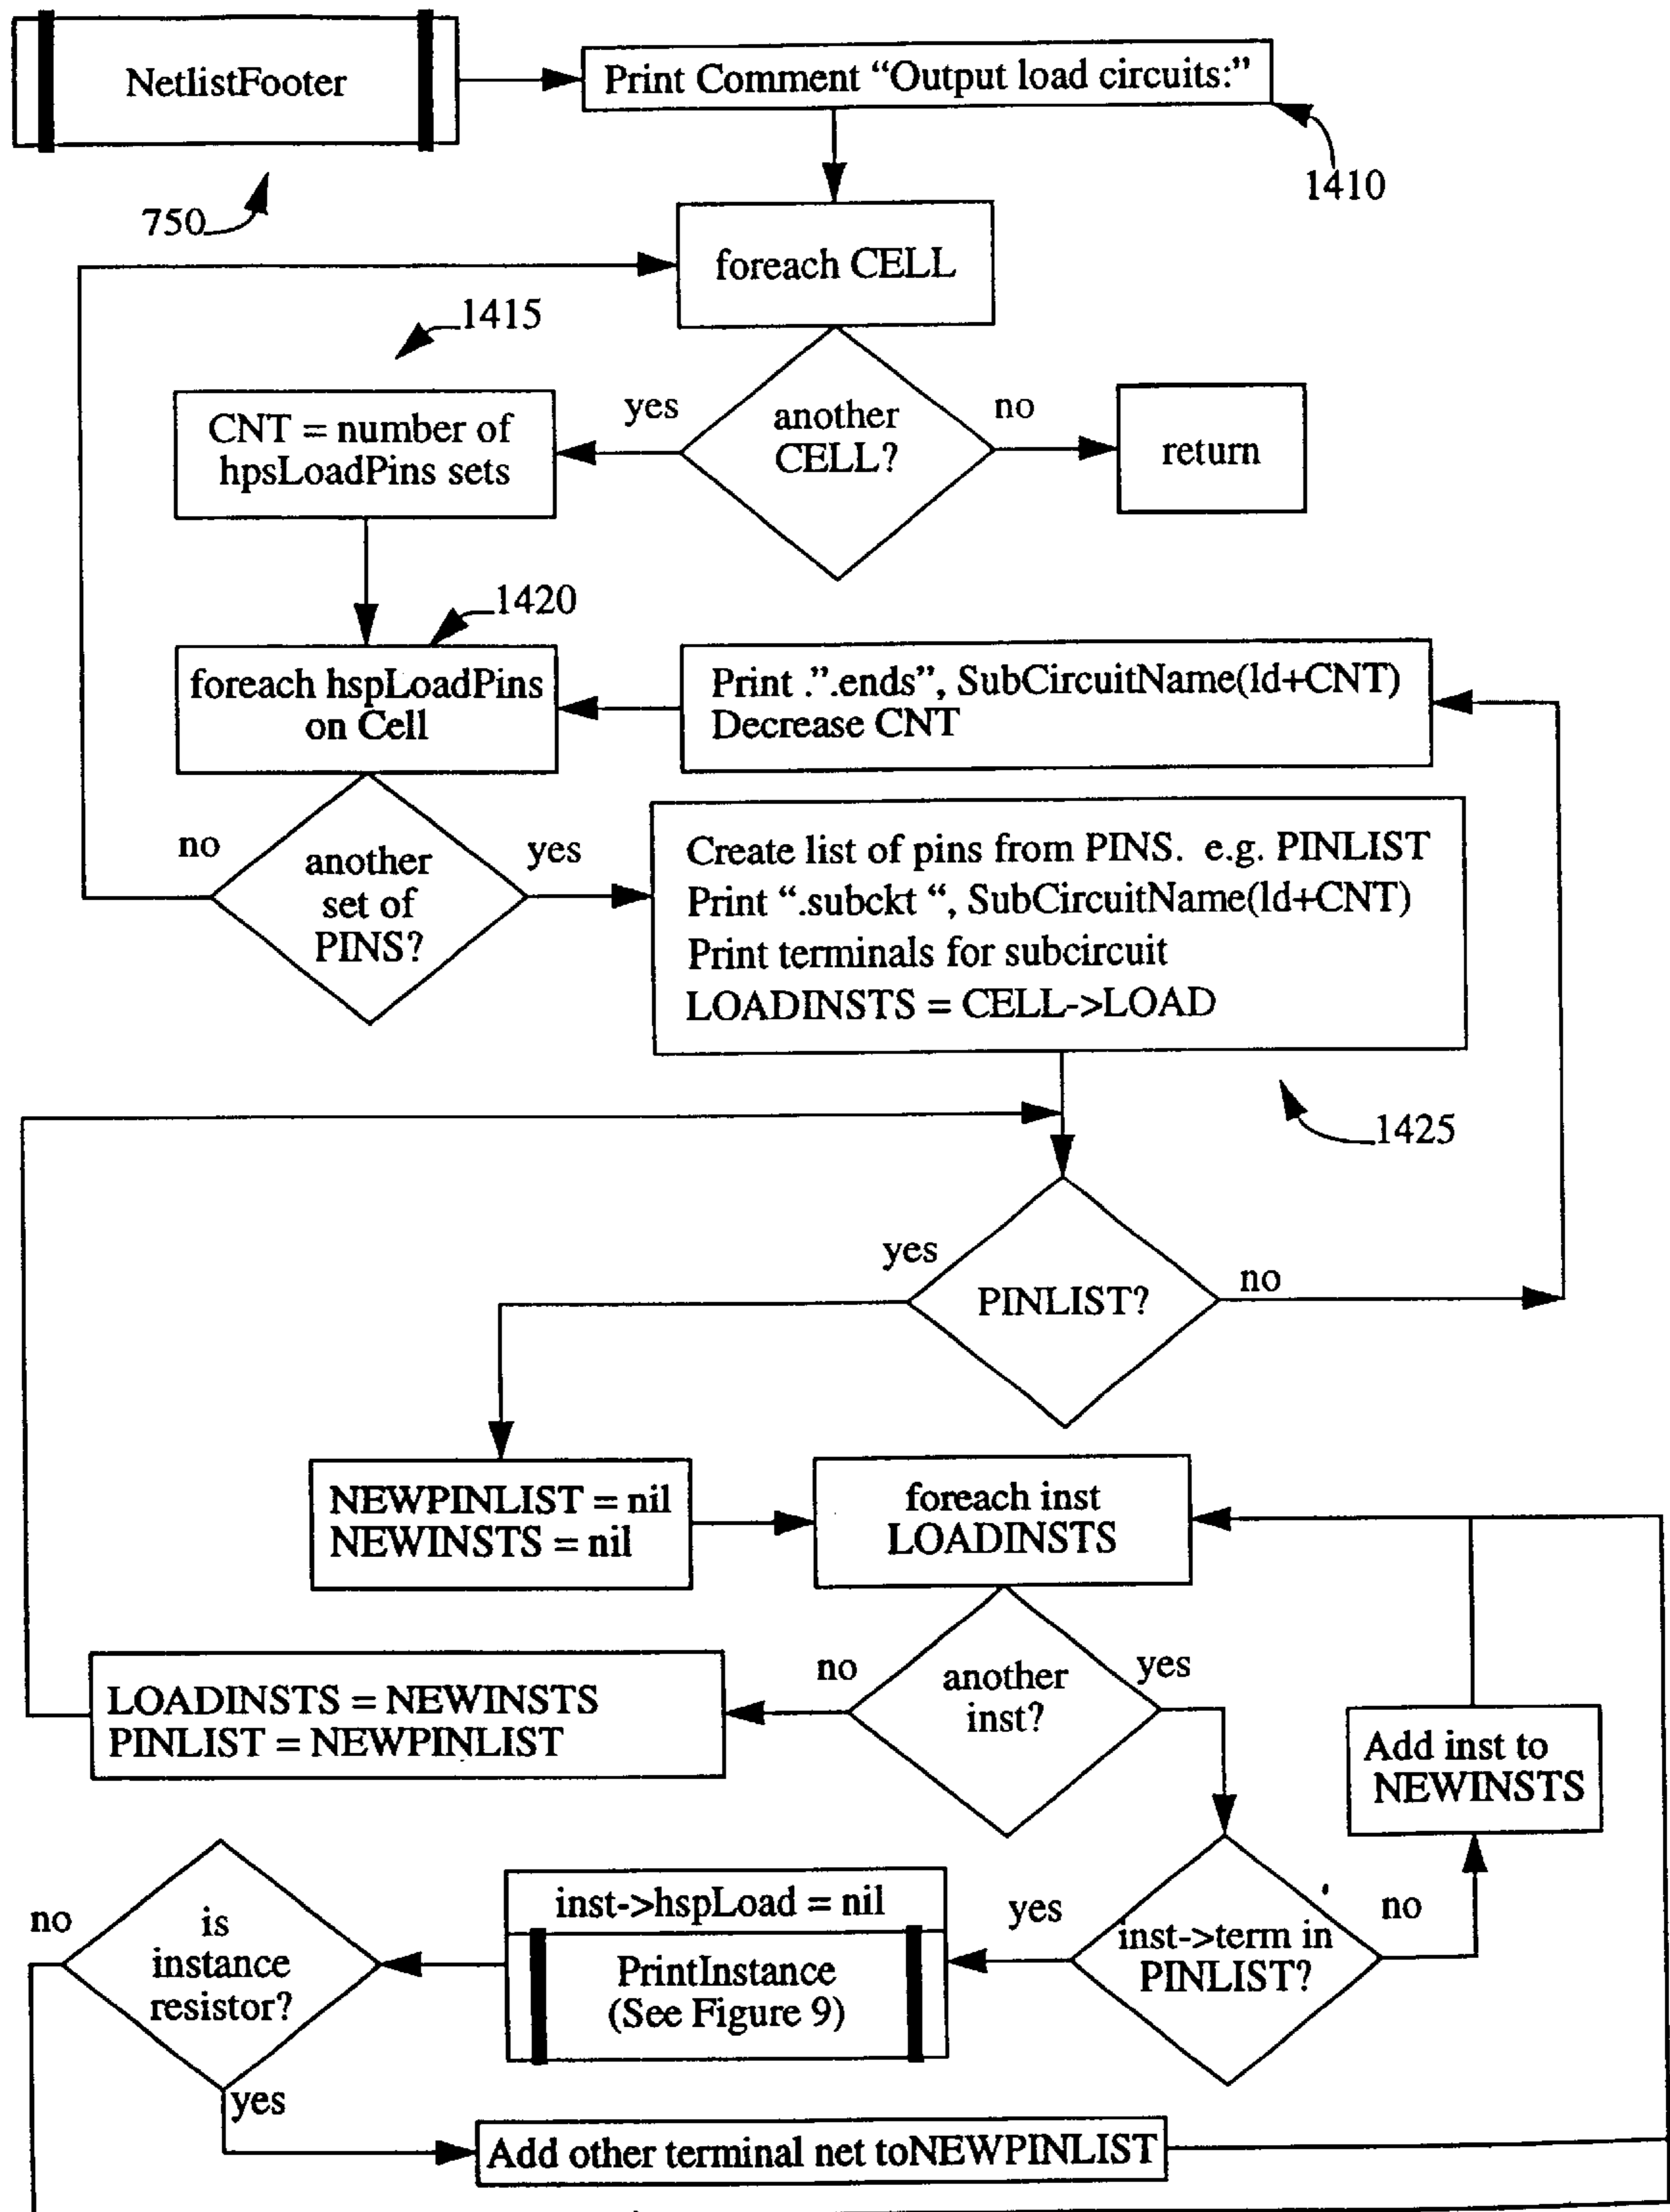 NetlistFooter
Print Comment “Output load circuits:”
1410
750
foreach CELL
1415
CNT = number of
hpsLoadPins sets
yes
another
CELL?
no
return
1420
foreach hspLoadPins
on Cell
Print .”.ends”, SubCircuitName(ld+CNT)
Decrease CNT
no
another
set of
PINS?
yes
Create list of pins from PINS. e.g. PINLIST
Print “.subckt “, SubCircuitName(ld+CNT)
Print terminals for subcircuit
LOADINSTS = CELL->LOAD
1425
yes
PINLIST?
no
NEWPINLIST = nil
NEWINSTS = nil
foreach inst
LOADINSTS
LOADINSTS = NEWINSTS
PINLIST = NEWPINLIST
no
another
inst?
yes
Add inst to
NEWINSTS
no
is
instance
resistor?
yes
inst->hspLoad = nil
PrintInstance
(See Figure 9)
yes
inst->term in
PINLIST?
no
Add other terminal net toNEWPINLIST